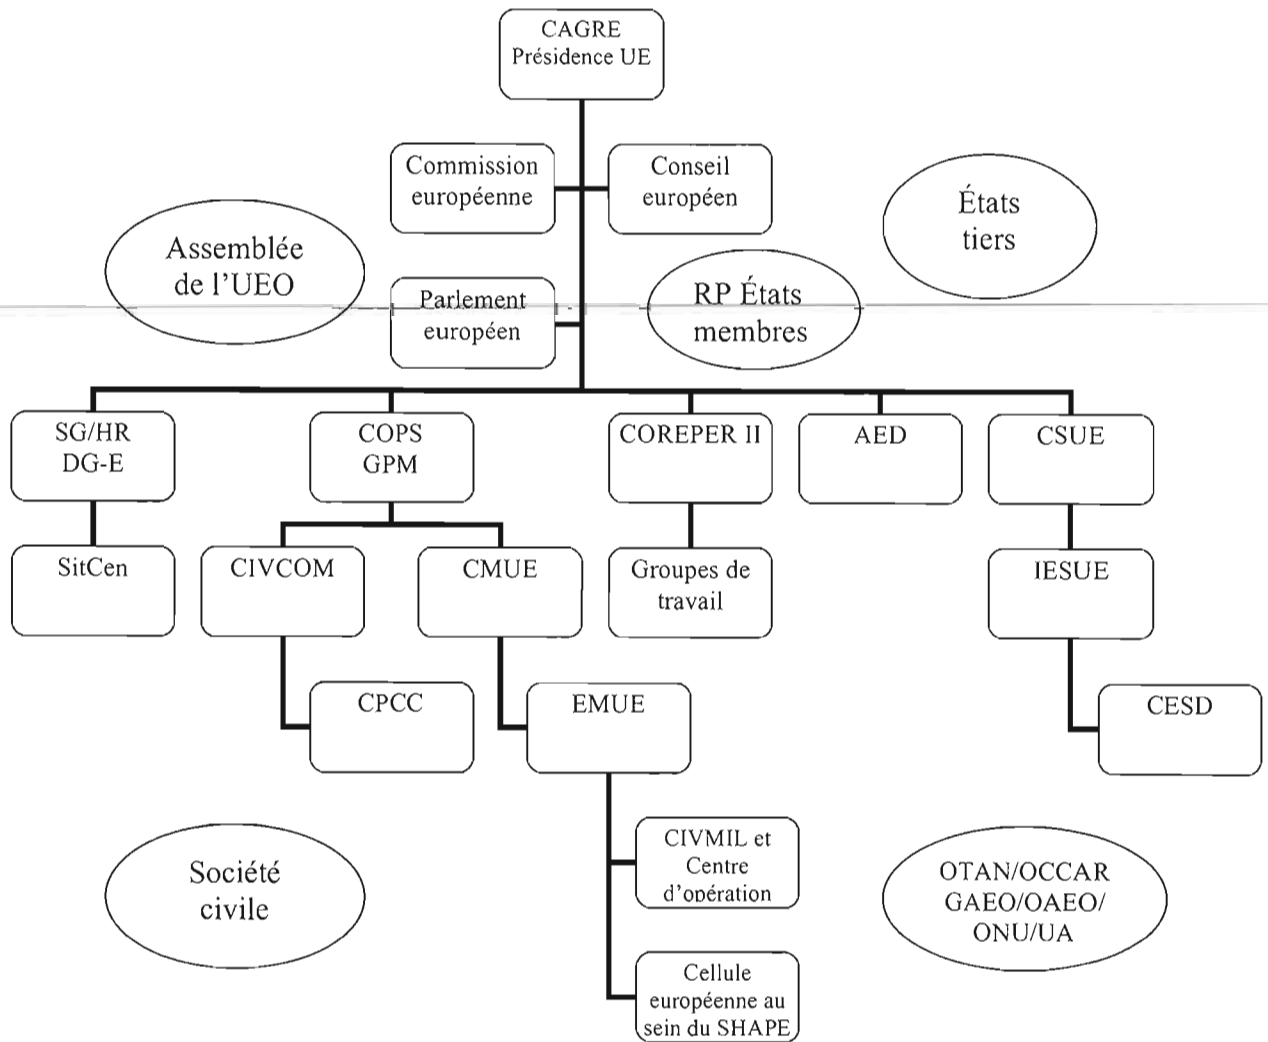 CAGRE
Présidence UE
Commission
européenne
Conseil
européen
États
tiers
Assemblée
de l'UEO
Parlement
européen
RP États
membres
SG/HR
DG-E
COPS
GPM
COREPER II
AED
CSUE
SitCen
CIVCOM
CMUE
Groupes de
travail
IESUE
CPCC
EMUE
CESD
CIVMIL et
Centre
d'opération
Société
civile
OTAN/OCCAR
GAEO/OAEO/
ONU/UA
Cellule
européenne au
sein du SHAPE